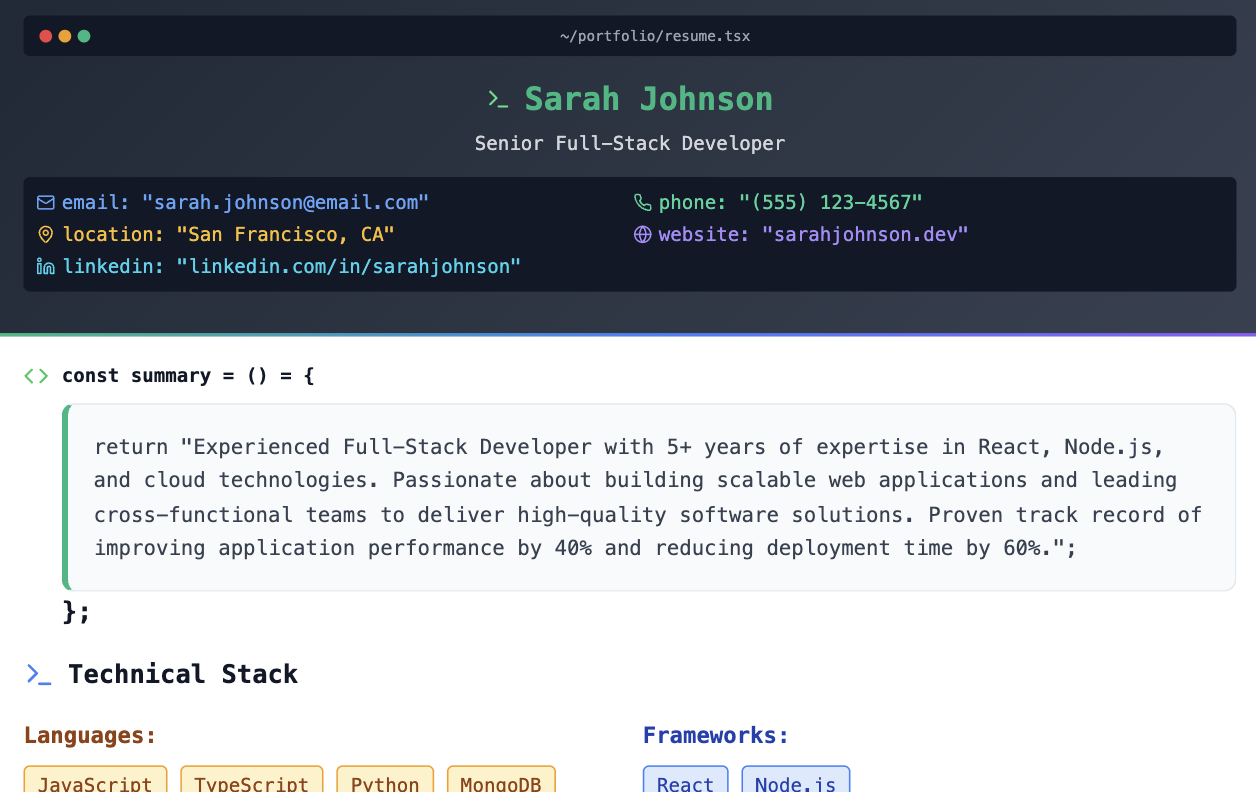 ~/portfolio/resume.tsx
Sarah Johnson
Senior Full-Stack Developer
email: "sarah.johnson@email.com"
phone: "(555) 123-4567"
location: "San Francisco, CA"
website: "sarahjohnson.dev"
linkedin: "linkedin.com/in/sarahjohnson"
const summary = () = {
return "Experienced Full-Stack Developer with 5+ years of expertise in React, Node.js,
and cloud technologies. Passionate about building scalable web applications and leading
cross-functional teams to deliver high-quality software solutions. Proven track record of
improving application performance by 40% and reducing deployment time by 60%.";
};
Technical Stack
Languages:
JavaScript TypeScript Python MongoDB
Frameworks:
React Node.js